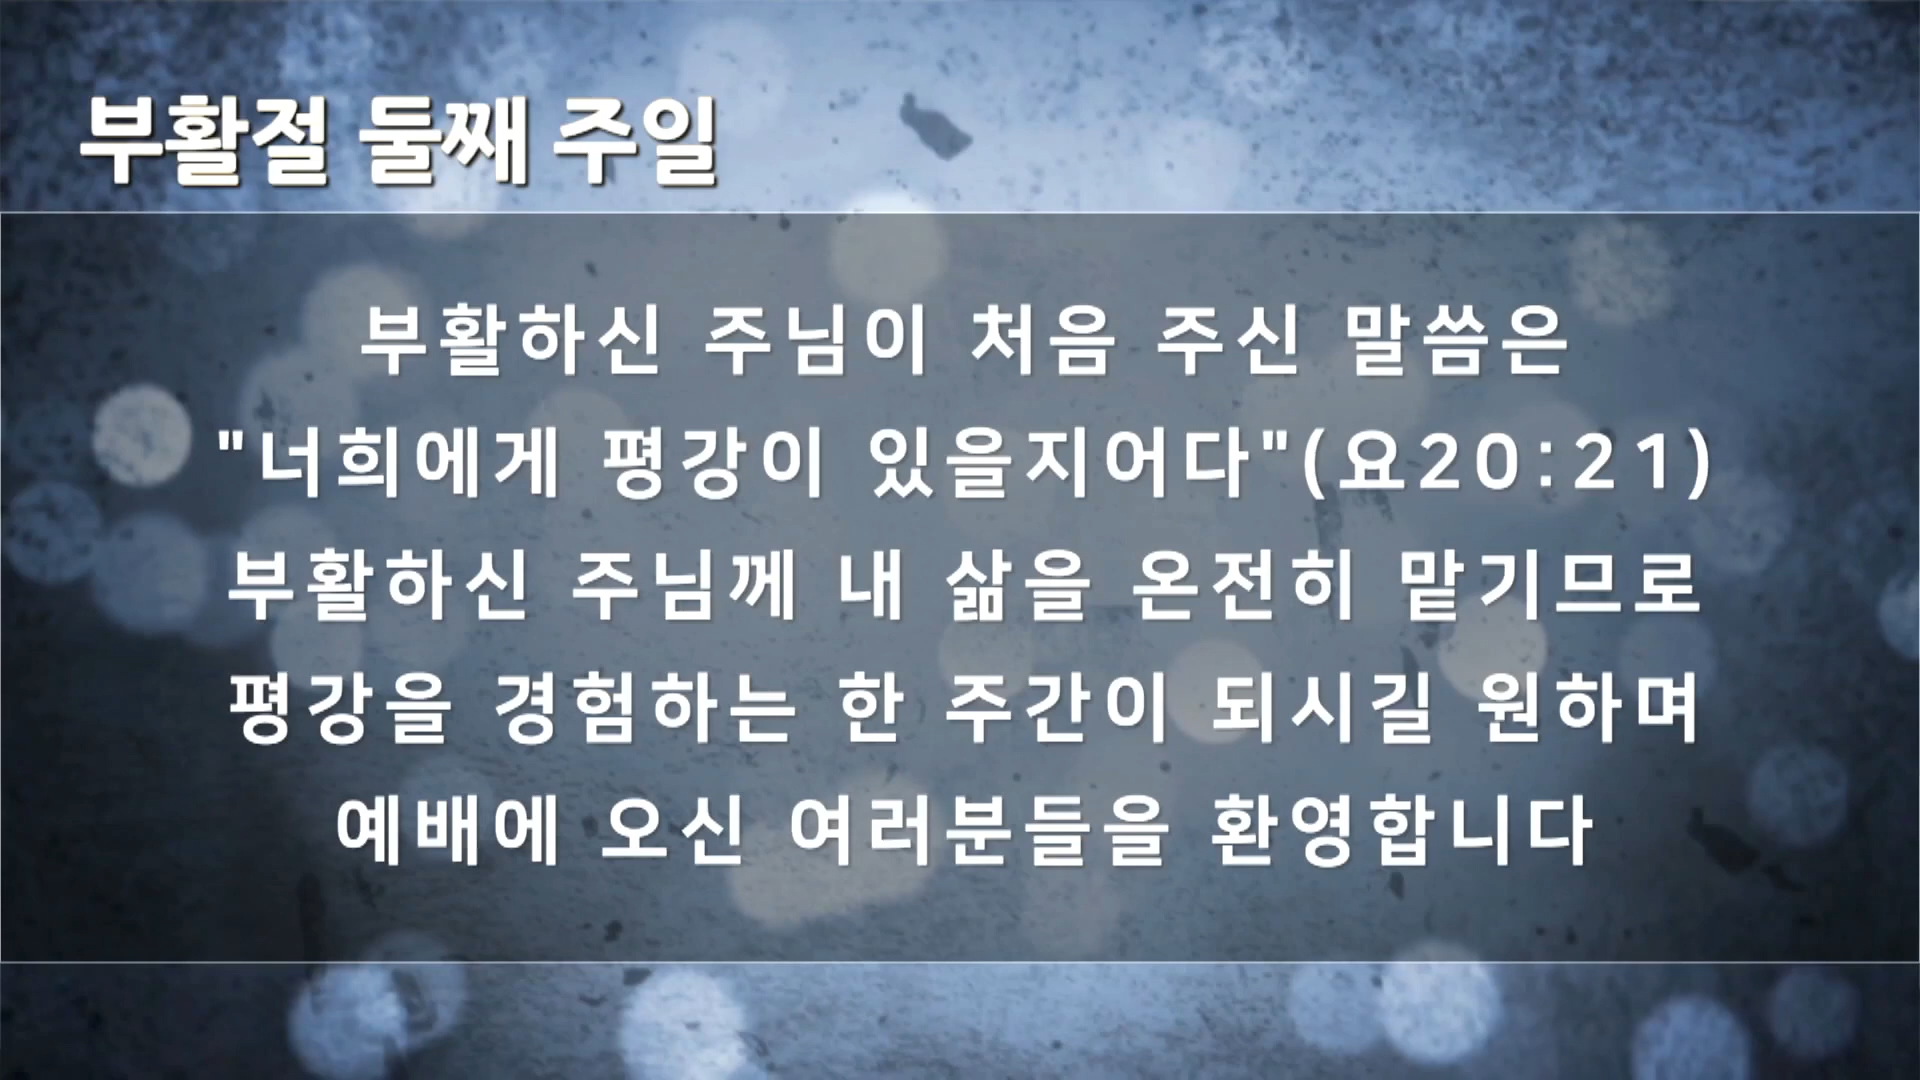 부활절 둘째 주일
부활하신 주님이 처음 주신 말씀은
"너희에게 평강이 있을지어다"(요20:21)
부활하신 주님께 내 삶을 온전히 맡기므로
평강을 경험하는 한 주간이 되시길 원하며
예배에 오신 여러분들을 환영합니다